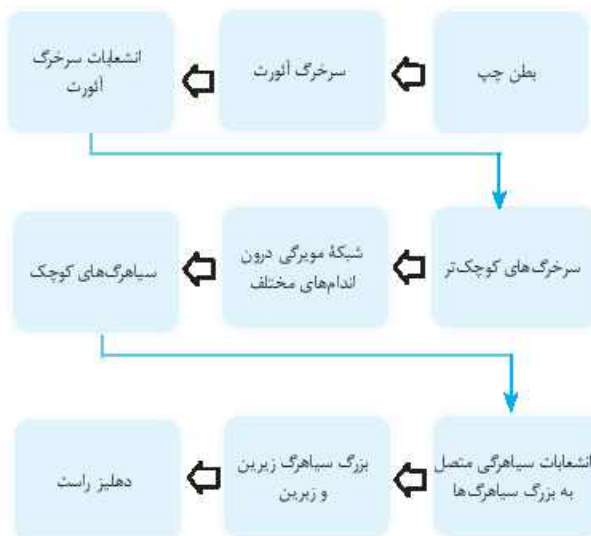 بطن چپ
سرخرگ آئورت
انشعابات سرخرگ
آئورت
سرخرگ‌های کوچک‌تر
شبکهٔ مویرگی درون
اندام‌های مختلف
سیاهرگ‌های کوچک
انشعابات سیاهرگی متصل
به بزرگ سیاهرگ‌ها
بزرگ سیاهرگ زیرین
و زیرین
دهلیز راست